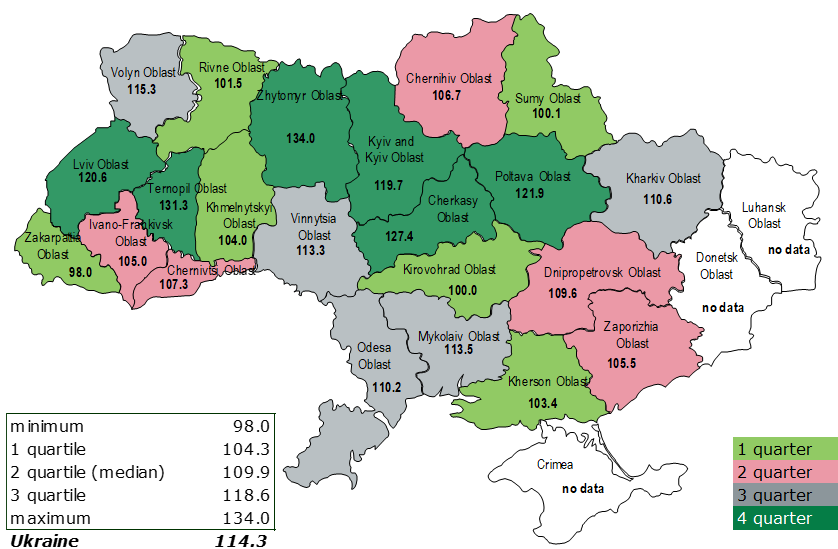 Volyn Oblast
115.3
Rivne Oblast
101.5
Zhytomyr Oblast
134.0
Kyiv and
Kyiv Oblast
119.7
Chernihiv Oblast
106.7
Sumy Oblast
100.1
Lviv Oblast
120.6
Ternopil Oblast
131.3
Khmelnytskyi
Oblast
104.0
Vinnytsia
Oblast
113.3
Cherkasy
Oblast
127.4
Poltava Oblast
121.9
Kharkiv Oblast
110.6
Luhansk
Oblast
no data
Donetsk
Oblast
no data
Zakarpattia
Oblast
98.0
Ivano-Frankivsk
Oblast
105.0
Chernivtsi Oblast
107.3
Kirovohrad Oblast
100.0
Dnipropetrovsk Oblast
109.6
Zaporizhia
Oblast
105.5
Odesa
Oblast
110.2
Mykolaiv Oblast
113.5
Kherson Oblast
103.4
Crimea
no data
minimum 98.0
1 quartile 104.3
2 quartile (median) 109.9
3 quartile 118.6
maximum 134.0
Ukraine 114.3
1 quarter
2 quarter
3 quarter
4 quarter